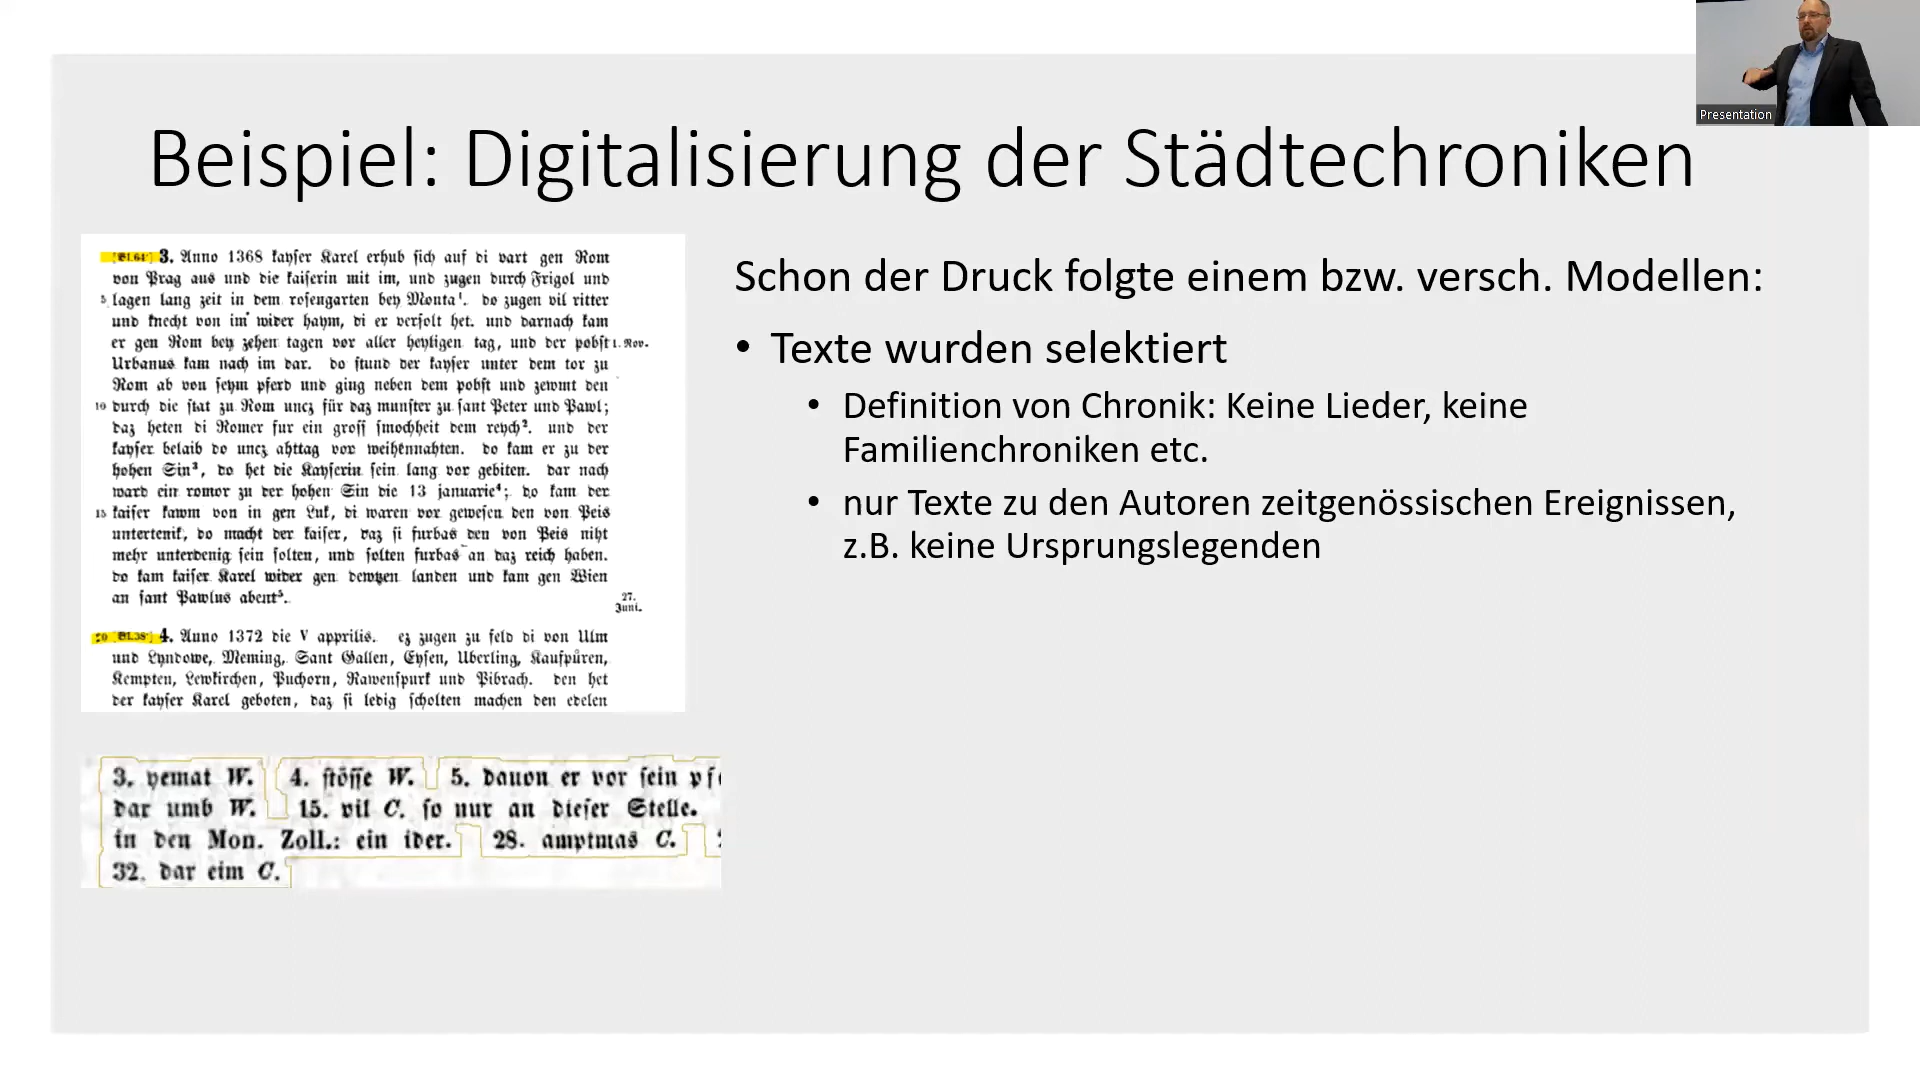 Presentation
Beispiel: Digitalisierung der Städtechroniken
[Bl.64'] 3. Anno 1368 kayſer Karel erhub ſich auf di vart gen Rom
von Prag aus und die kaiſerin mit im, und zugen durch Frigol und
5 lagen lang zeit in dem roſengarten bey Monta¹. do zugen vil ritter
und knecht von im wider haym, di er verſolt het. und darnach kam
er gen Rom bey zehen tagen vor aller heyligen tag, und der pobſt 1. Nov.
Urbanus kam nach im dar. do ſtund der kayſer unter dem tor zu
Rom ab von ſeym pferd und ging neben dem pobſt und zewmt den
10 durch die ſtat zu Rom uncz für daz munſter zu ſant Peter und Pawl;
daz heten di Romer fur ein groſſ ſmochheit dem reych². und der
kayſer belaib do uncz ahttag vor weihennahten. do kam er zu der
hohen Sin³, do het die Kayſerin ſein lang vor gebiten. dar nach
ward ein romor zu der hohen Sin die 13 januarie⁴; do kam der
15 kaiſer kawm von in gen Luk, di waren vor geweſen den von Peis
untertenik, do macht der kaiſer, daz ſi furbas den von Peis niht
mehr unterdenig ſein ſolten, und ſolten furbas an daz reich haben.
do kam kaiſer Karel wider gen dewtzen landen und kam gen Wien
an ſant Pawlus abent⁵.
27.
Juni.
20 [Bl.38'] 4. Anno 1372 die V apprilis. ez zugen zu feld di von Ulm
und Lyndowe, Meming, Sant Gallen, Eyſen, Uberling, Kaufpůren,
Kempten, Lewkirchen, Puchorn, Rawenſpurk und Pibrach. den het
der kayſer Karel geboten, daz ſi ledig ſcholten machen den edelen
3. yemat W. 4. ſtöſſe W. 5. dauon er vor ſein
dar umb W. 15. vil C. ſo nur an dieſer Stelle.
in den Mon. Zoll.: ein ider. 28. amptmas C.
32. dar eim C.
Schon der Druck folgte einem bzw. versch. Modellen:
• Texte wurden selektiert
• Definition von Chronik: Keine Lieder, keine
Familienchroniken etc.
• nur Texte zu den Autoren zeitgenössischen Ereignissen,
z.B. keine Ursprungslegenden